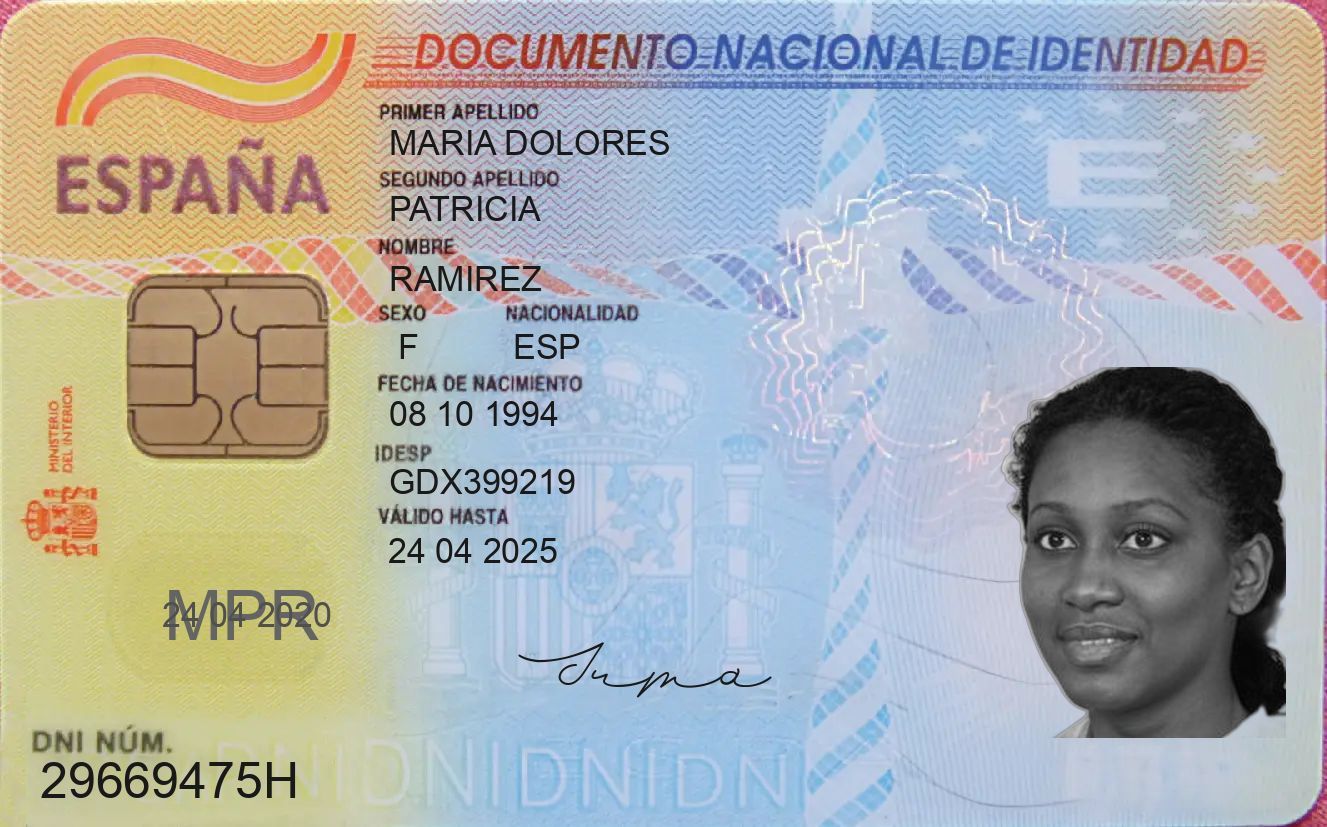 DOCUMENTO NACIONAL DE IDENTIDAD
ESPAÑA
PRIMER APELLIDO
MARIA DOLORES
SEGUNDO APELLIDO
PATRICIA
NOMBRE
RAMIREZ
SEXO NACIONALIDAD
F ESP
FECHA DE NACIMIENTO
08 10 1994
IDESP
GDX399219
VÁLIDO HASTA
24 04 2025
MINISTERIO
DEL INTERIOR
E
24 04 2020
MPR
DNI NÚM.
29669475H
DNIDNIDNIDNI